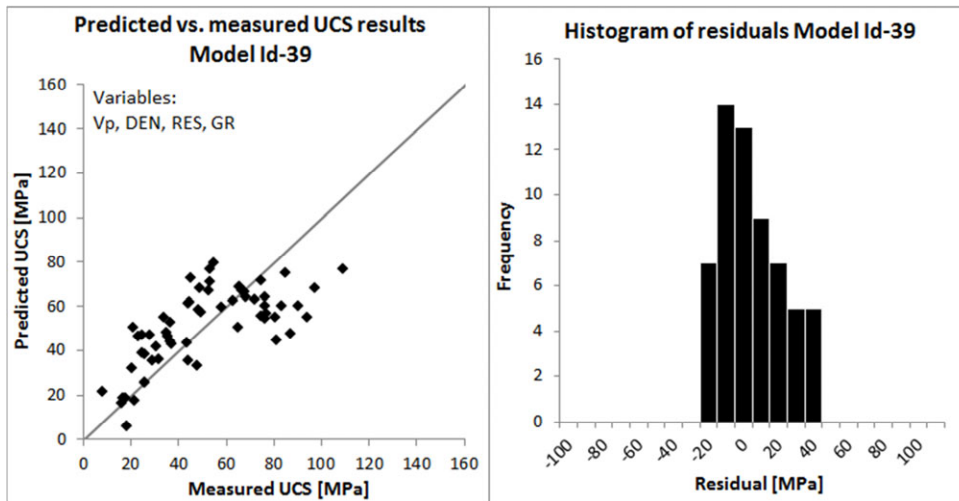 Predicted vs. measured UCS results
Model Id-39
Variables:
Vp, DEN, RES, GR
Predicted UCS [MPa]
160
140
120
100
80
60
40
20
0
0 20 40 60 80 100 120 140 160
Measured UCS [MPa]
Histogram of residuals Model Id-39
Frequency
16
14
12
10
8
6
4
2
0
-100 -80 -60 -40 -20 0 20 40 60 80 100
Residual [MPa]